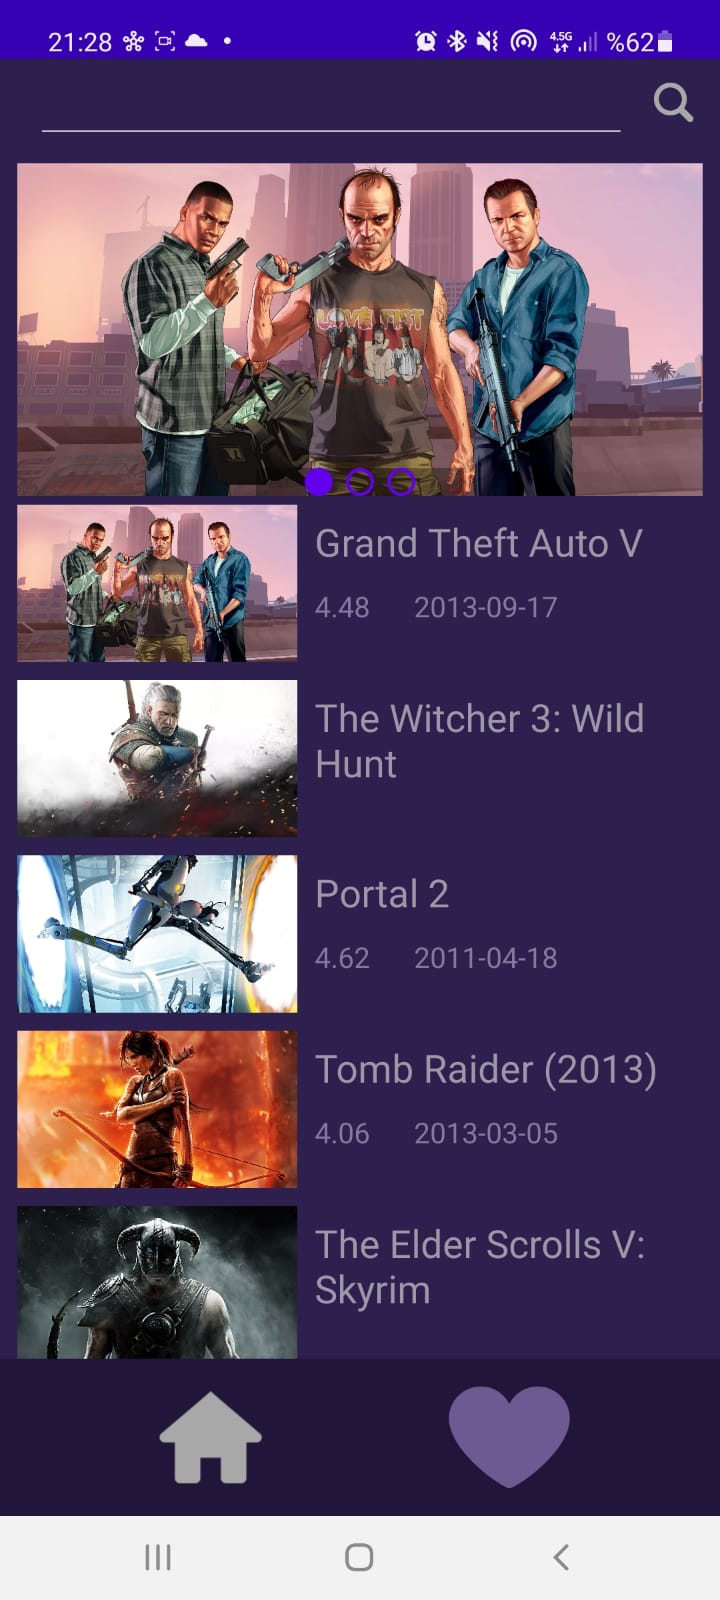 21:28
4.5G
%62
LOVE FIST
Grand Theft Auto V
4.48 2013-09-17
The Witcher 3: Wild
Hunt
Portal 2
4.62 2011-04-18
Tomb Raider (2013)
4.06 2013-03-05
The Elder Scrolls V:
Skyrim